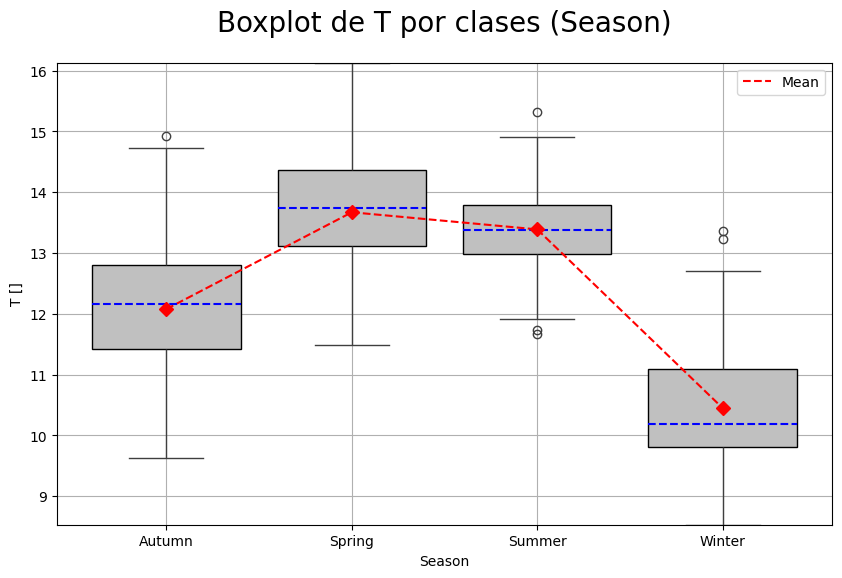 Boxplot de T por clases (Season)
Mean
16
15
14
13
12
11
10
9
T []
Autumn
Spring
Summer
Winter
Season